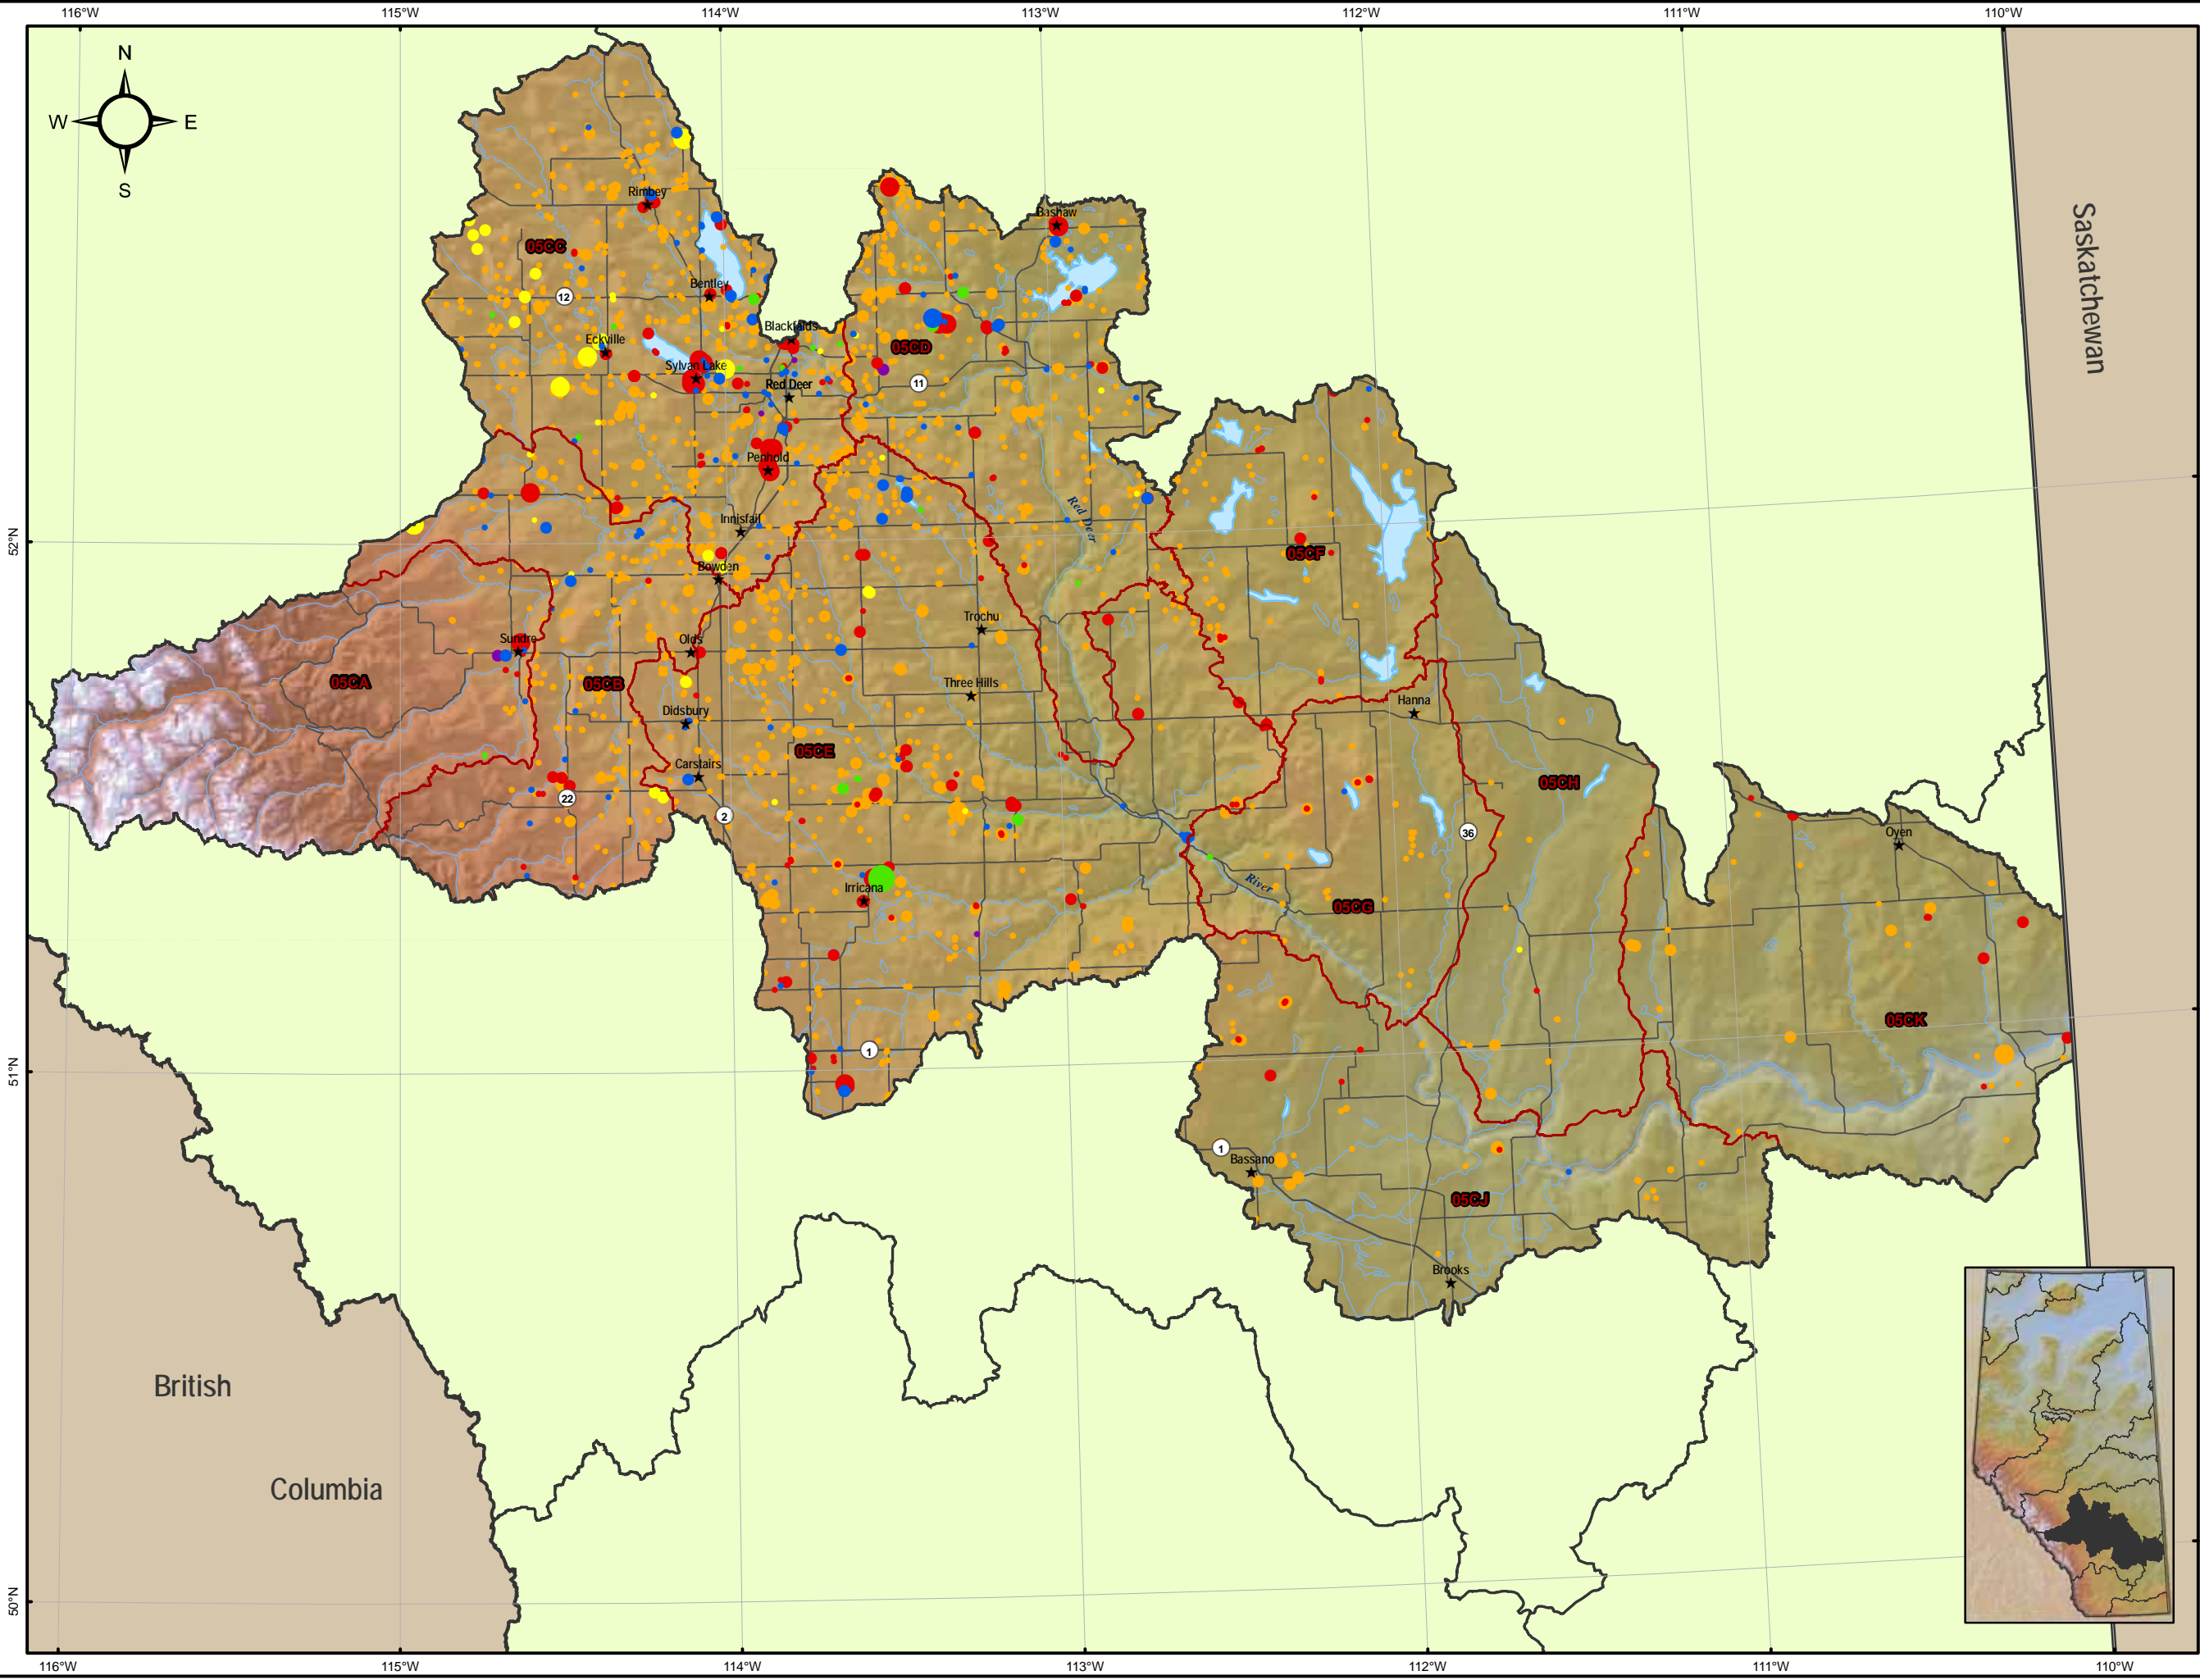 116°W
115°W
114°W
113°W
112°W
111°W
110°W
N
W
E
S
Saskatchewan
Rimbey
Bashaw
05CC
12
Bentley
Blackfalds
Eckville
05CD
Sylvan Lake
11
Red Deer
Penhold
Red Deer
Innisfail
52°N
05CF
Bowden
Trochu
Sundre
Olds
05CA
05CB
Three Hills
Hanna
Didsbury
05CE
Carstairs
05CH
22
2
36
Oyen
Irricana
River
05CG
05CK
1
51°N
1
Bassano
05CJ
Brooks
British
Columbia
50°N
116°W
115°W
114°W
113°W
112°W
111°W
110°W